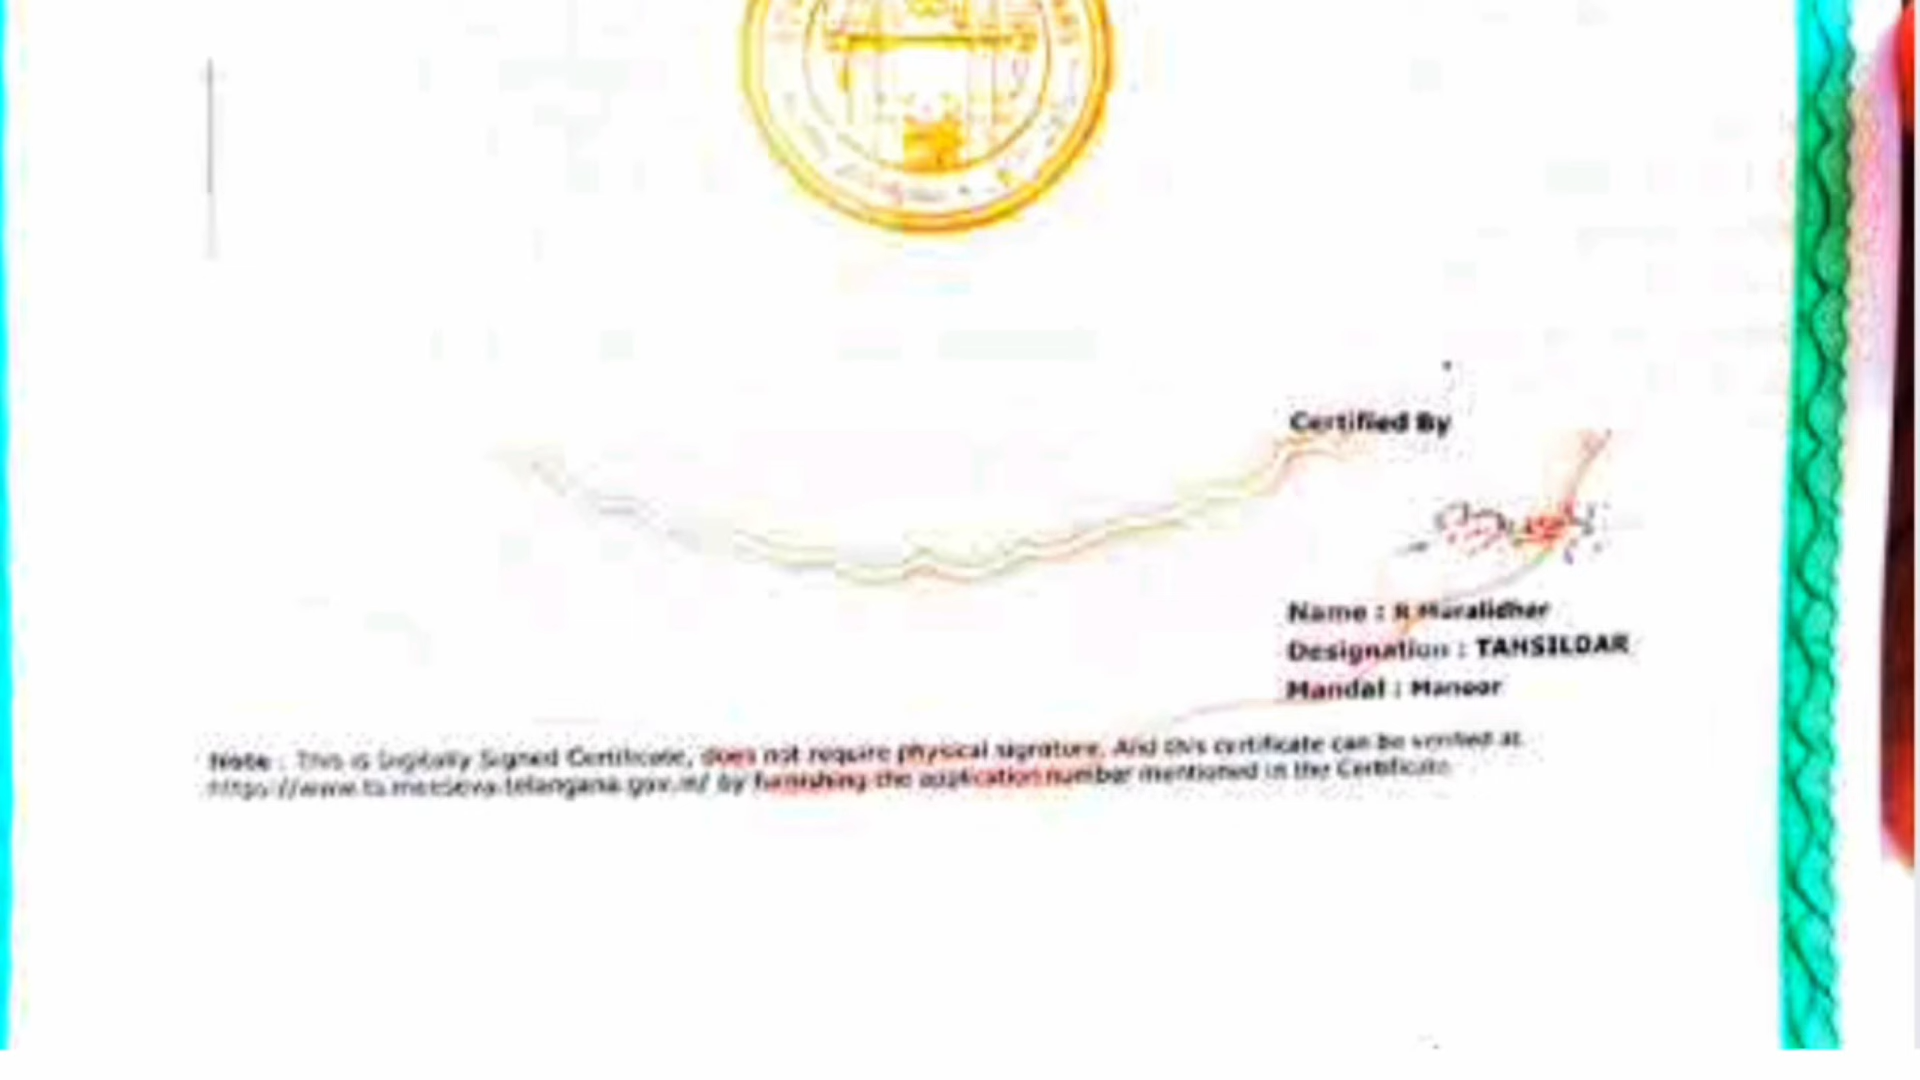 Certified By
Name : R Muralidher
Designation : TAHSILDAR
Mandal : Manoor
Note : This is Digitally Signed Certificate, does not require physical signature. And this certificate can be verified at
https://www.ts.meeseva.telangana.gov.in/ by furnishing the application number mentioned in the Certificate